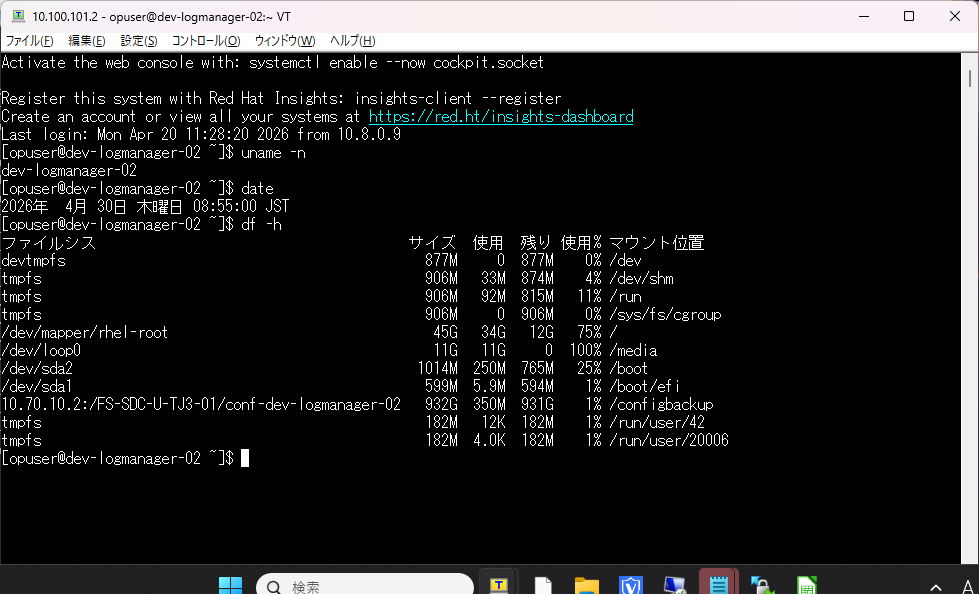 10.100.101.2 - opuser@dev-logmanager-02:~ VT
ファイル(F) 編集(E) 設定(S) コントロール(O) ウィンドウ(W) ヘルプ(H)
Activate the web console with: systemctl enable --now cockpit.socket
Register this system with Red Hat Insights: insights-client --register
Create an account or view all your systems at https://red.ht/insights-dashboard
Last login: Mon Apr 20 11:28:20 2026 from 10.8.0.9
[opuser@dev-logmanager-02 ~]$ uname -n
dev-logmanager-02
[opuser@dev-logmanager-02 ~]$ date
2026年 4月 30日 木曜日 08:55:00 JST
[opuser@dev-logmanager-02 ~]$ df -h
ファイルシス サイズ 使用 残り 使用% マウント位置
devtmpfs 877M 0 877M 0% /dev
tmpfs 906M 33M 874M 4% /dev/shm
tmpfs 906M 92M 815M 11% /run
tmpfs 906M 0 906M 0% /sys/fs/cgroup
/dev/mapper/rhel-root 45G 34G 12G 75% /
/dev/loop0 11G 11G 0 100% /media
/dev/sda2 1014M 250M 765M 25% /boot
/dev/sda1 599M 5.9M 594M 1% /boot/efi
10.70.10.2:/FS-SDC-U-TJ3-01/conf-dev-logmanager-02 932G 350M 931G 1% /configbackup
tmpfs 182M 12K 182M 1% /run/user/42
tmpfs 182M 4.0K 182M 1% /run/user/20006
[opuser@dev-logmanager-02 ~]$
検索
A